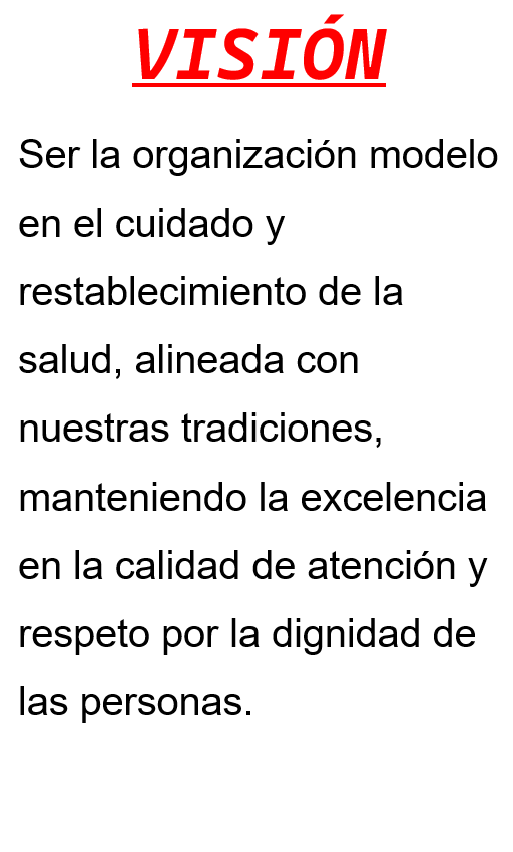 VISIÓN
Ser la organización modelo
en el cuidado y
restablecimiento de la
salud, alineada con
nuestras tradiciones,
manteniendo la excelencia
en la calidad de atención y
respeto por la dignidad de
las personas.